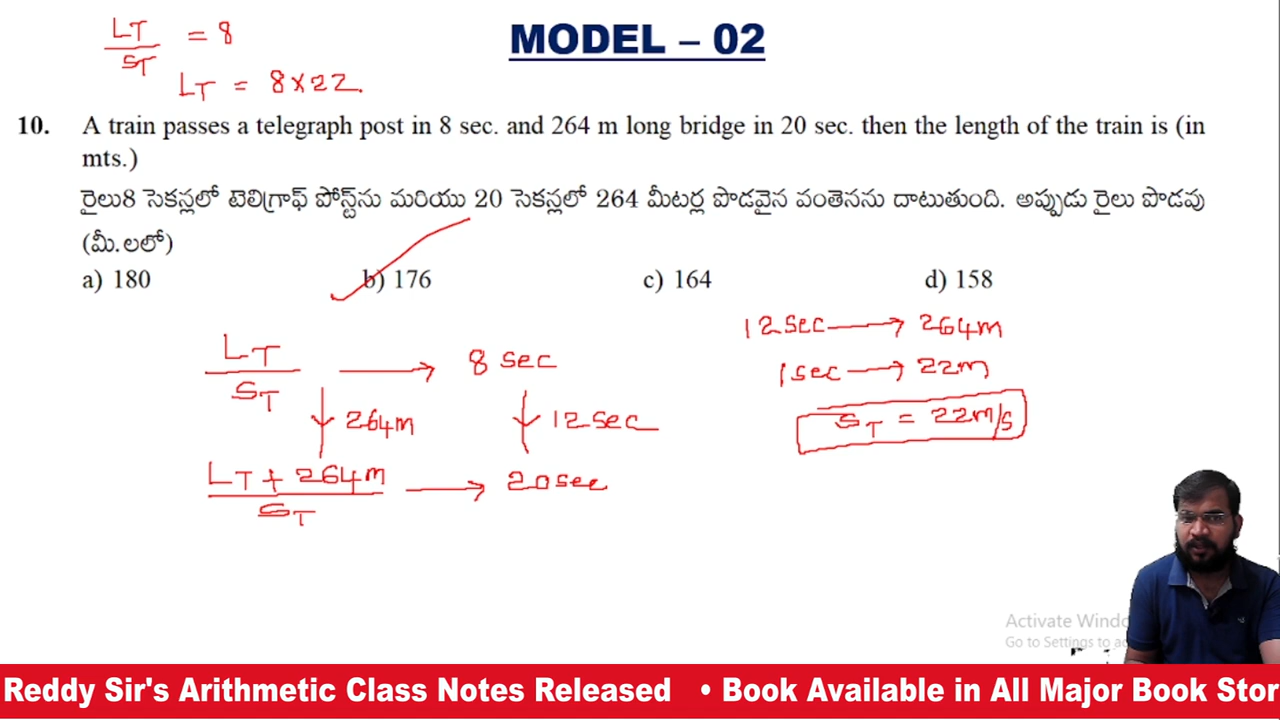 LT = 8
ST
LT = 8×22.
MODEL – 02
10. A train passes a telegraph post in 8 sec. and 264 m long bridge in 20 sec. then the length of the train is (in
mts.)
రైలు8 సెకన్లలో టెలిగ్రాఫ్ పోస్ట్‌ను మరియు 20 సెకన్లలో 264 మీటర్ల పొడవైన వంతెనను దాటుతుంది. అప్పుడు రైలు పొడవు
(మీ.లలో)
a) 180 b) 176 c) 164 d) 158
LT → 8 sec
ST
↓264m ↓12sec
LT + 264m → 20sec
ST
12sec → 264m
1sec → 22m
ST = 22m/s
Activate Windo
Go to Settings to a
Reddy Sir's Arithmetic Class Notes Released • Book Available in All Major Book Stor